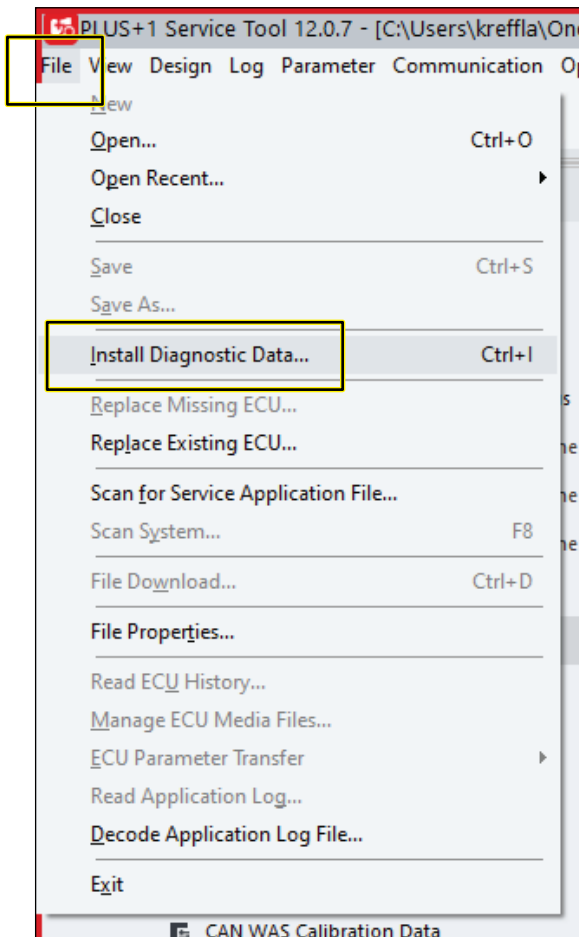 PLUS+1 Service Tool 12.0.7 - [C:\Users\kreffla\One
File View Design Log Parameter Communication Op
New
Open... Ctrl+O
Open Recent...
Close
Save Ctrl+S
Save As...
Install Diagnostic Data... Ctrl+I
Replace Missing ECU...
Replace Existing ECU...
Scan for Service Application File...
Scan System... F8
File Download... Ctrl+D
File Properties...
Read ECU History...
Manage ECU Media Files...
ECU Parameter Transfer
Read Application Log...
Decode Application Log File...
Exit
CAN WAS Calibration Data